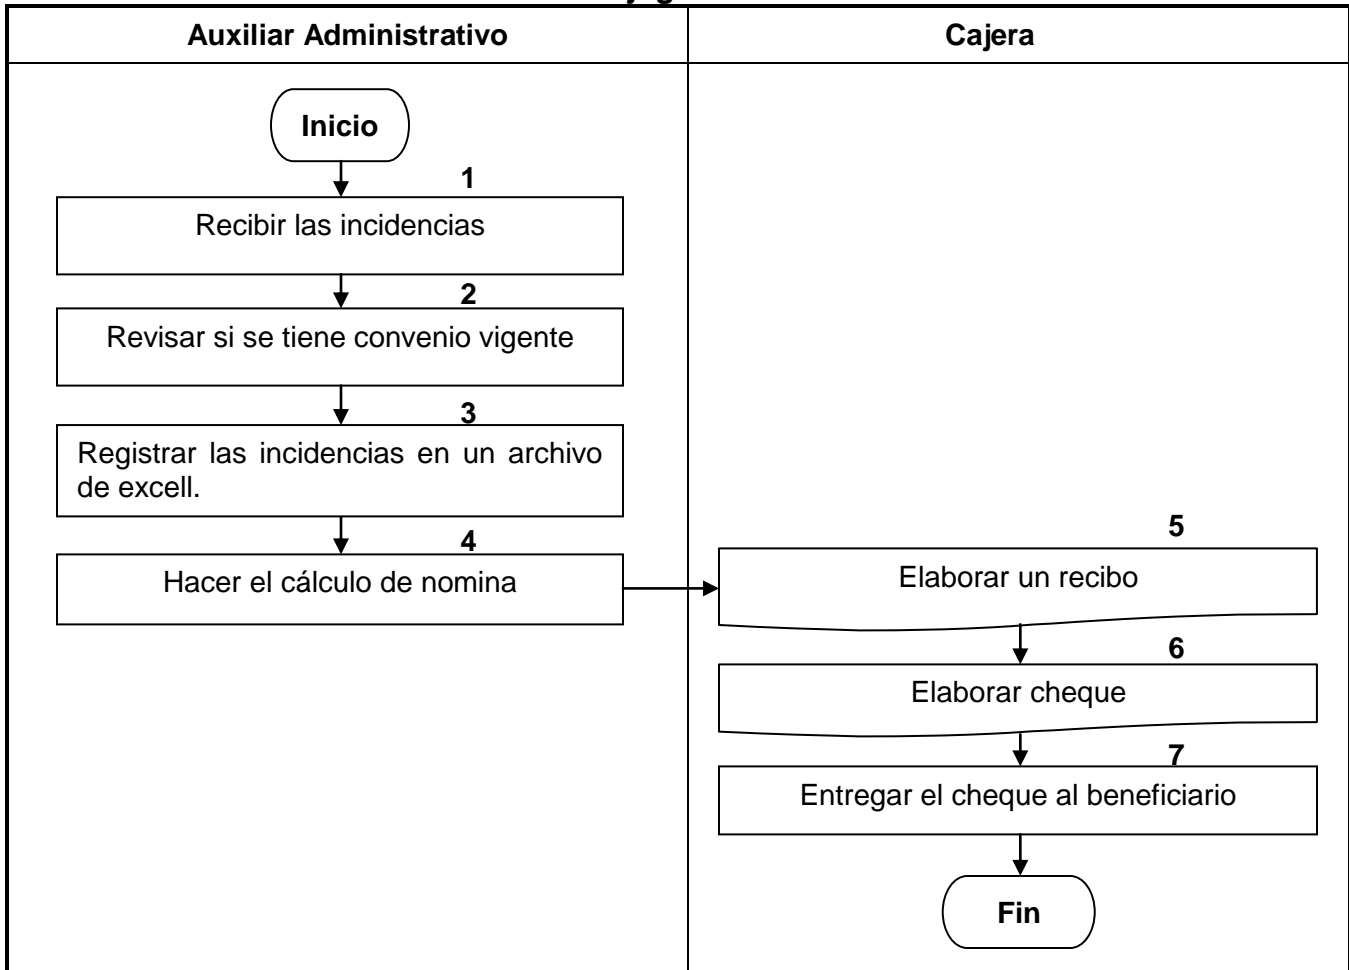 Auxiliar Administrativo
Cajera
Inicio
1
Recibir las incidencias
2
Revisar si se tiene convenio vigente
3
Registrar las incidencias en un archivo
de excell.
4
Hacer el cálculo de nomina
5
Elaborar un recibo
6
Elaborar cheque
7
Entregar el cheque al beneficiario
Fin